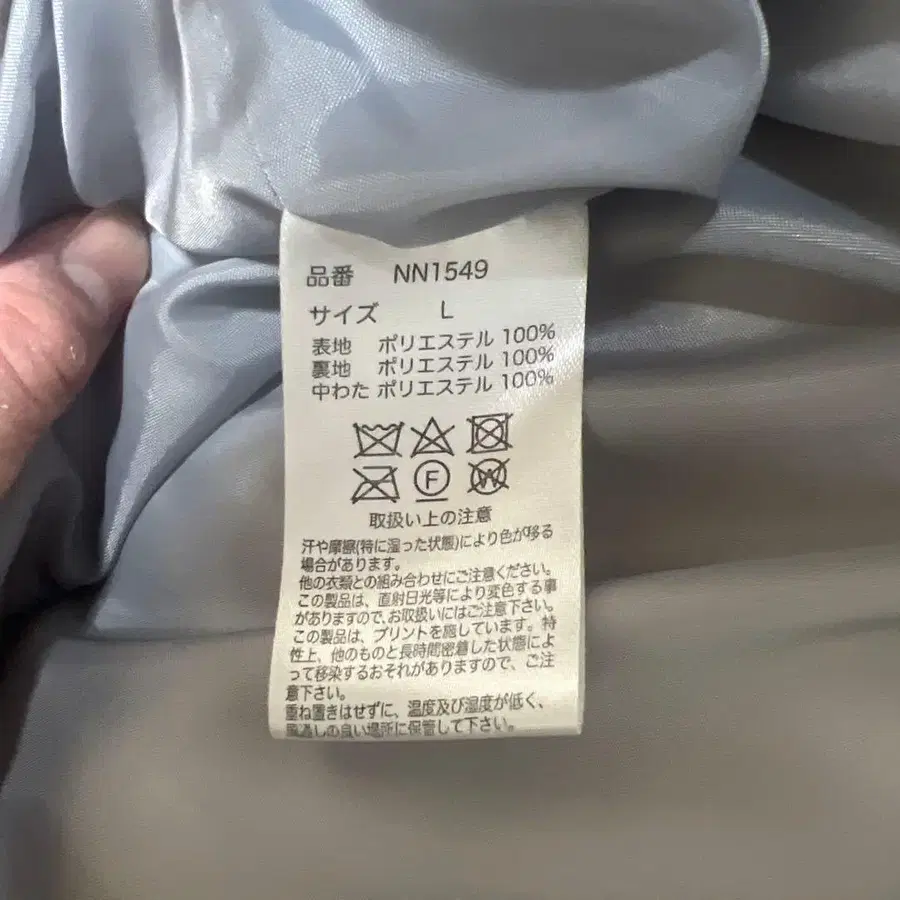 品番 NN1549
サイズ L
表地 ポリエステル 100%
裏地 ポリエステル 100%
中わた ポリエステル 100%
F
W
取扱い上の注意
汗や摩擦(特に湿った状態)により色が移る
場合があります。
他の衣類との組み合わせにご注意ください。
この製品は、直射日光等により変色する事
がありますので、お取扱いにはご注意下さい。
この製品は、プリントを施しています。特
性上、他のものと長時間密着した状態によ
って移染するおそれがありますので、ご注
意下さい。
重ね置きはせずに、温度及び湿度が低く、
風通しの良い場所に保管して下さい。